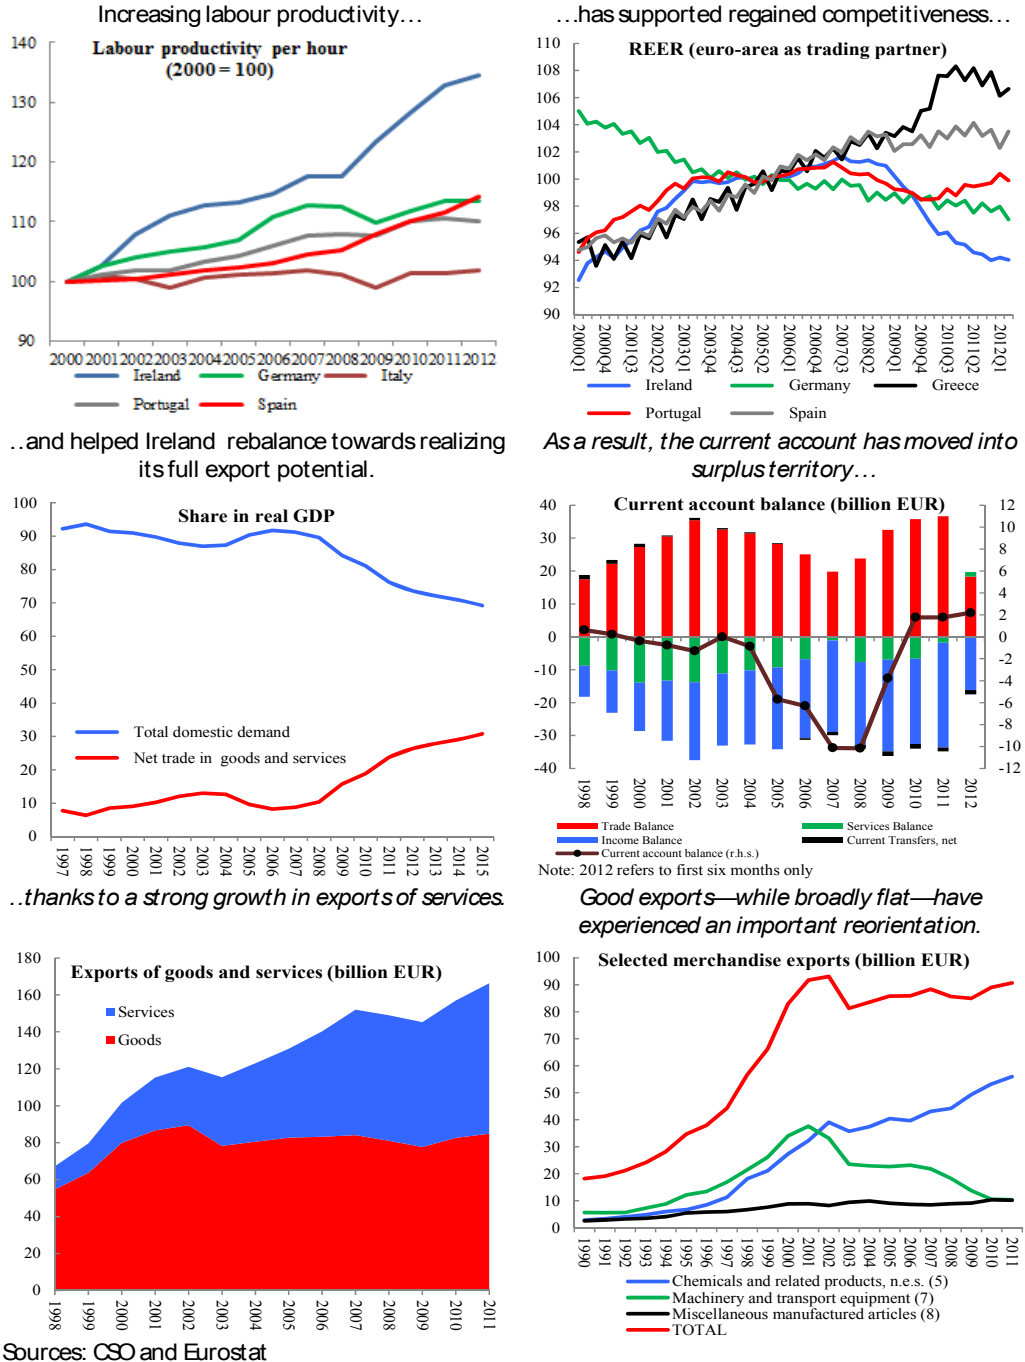 Increasing labour productivity…
Labour productivity per hour
(2000 = 100)
140
130
120
110
100
90
2000 2001 2002 2003 2004 2005 2006 2007 2008 2009 2010 2011 2012
Ireland Germany Italy
Portugal Spain
…has supported regained competitiveness…
REER (euro-area as trading partner)
110
108
106
104
102
100
98
96
94
92
90
2000Q1 2000Q4 2001Q3 2002Q2 2003Q1 2003Q4 2004Q3 2005Q2 2006Q1 2006Q4 2007Q3 2008Q2 2009Q1 2009Q4 2010Q3 2011Q2 2012Q1
Ireland Germany Greece
Portugal Spain
..and helped Ireland rebalance towards realizing
its full export potential.
Share in real GDP
100
90
80
70
60
50
40
30
20
10
0
Total domestic demand
Net trade in goods and services
1997 1998 1999 2000 2001 2002 2003 2004 2005 2006 2007 2008 2009 2010 2011 2012 2013 2014 2015
As a result, the current account has moved into
surplus territory…
Current account balance (billion EUR)
40
30
20
10
0
-10
-20
-30
-40
12
10
8
6
4
2
0
-2
-4
-6
-8
-10
-12
1998 1999 2000 2001 2002 2003 2004 2005 2006 2007 2008 2009 2010 2011 2012
Trade Balance Services Balance
Income Balance Current Transfers, net
Current account balance (r.h.s.)
Note: 2012 refers to first six months only
..thanks to a strong growth in exports of services.
Exports of goods and services (billion EUR)
180
160
140
120
100
80
60
40
20
0
Services
Goods
1998 1999 2000 2001 2002 2003 2004 2005 2006 2007 2008 2009 2010 2011
Good exports—while broadly flat—have
experienced an important reorientation.
Selected merchandise exports (billion EUR)
100
90
80
70
60
50
40
30
20
10
0
1990 1991 1992 1993 1994 1995 1996 1997 1998 1999 2000 2001 2002 2003 2004 2005 2006 2007 2008 2009 2010 2011
Chemicals and related products, n.e.s. (5)
Machinery and transport equipment (7)
Miscellaneous manufactured articles (8)
TOTAL
Sources: CSO and Eurostat